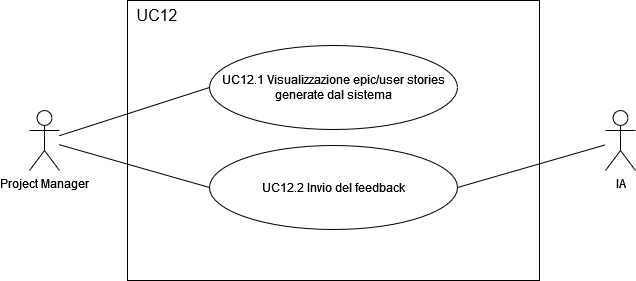 UC12
UC12.1 Visualizzazione epic/user stories
generate dal sistema
Project Manager
UC12.2 Invio del feedback
IA